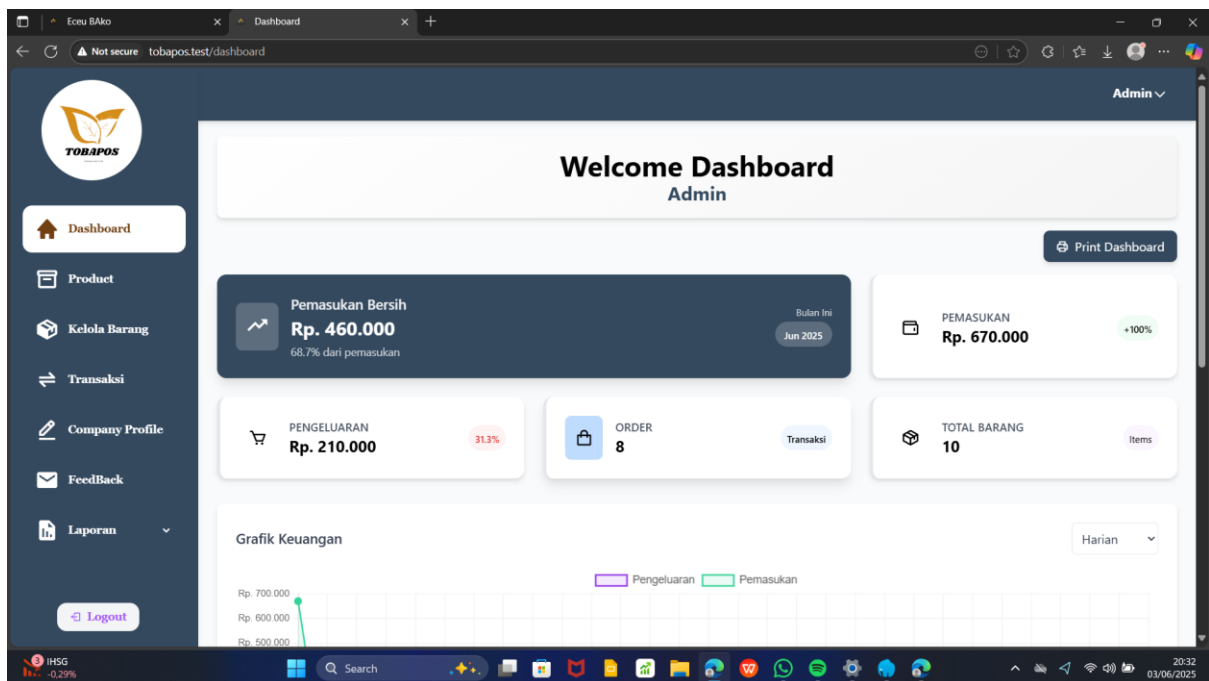 Eceu BAko
Dashboard
Not secure tobapos.test/dashboard
TOBAPOS
Admin
Welcome Dashboard
Admin
Print Dashboard
Dashboard
Product
Kelola Barang
Transaksi
Company Profile
FeedBack
Laporan
Logout
Pemasukan Bersih
Rp. 460.000
68.7% dari pemasukan
Bulan Ini
Jun 2025
PEMASUKAN
Rp. 670.000
+100%
PENGELUARAN
Rp. 210.000
31.3%
ORDER
8
Transaksi
TOTAL BARANG
10
Items
Grafik Keuangan
Harian
Pengeluaran Pemasukan
Rp. 700.000
Rp. 600.000
Rp. 500.000
3
IHSG
-0,29%
Search
20:32
03/06/2025